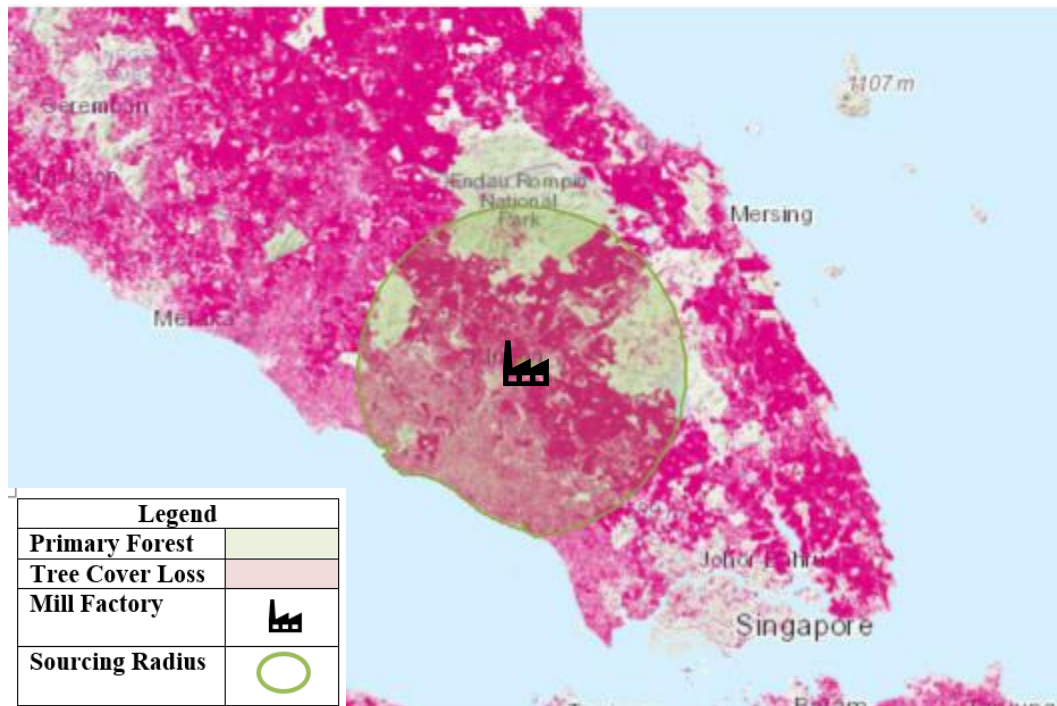 1107 m
Seremban
Endau Rompin
National
Park
Mersing
Melaka
Johor Bahru
Singapore
Batam
Legend
Primary Forest
Tree Cover Loss
Mill Factory
Sourcing Radius